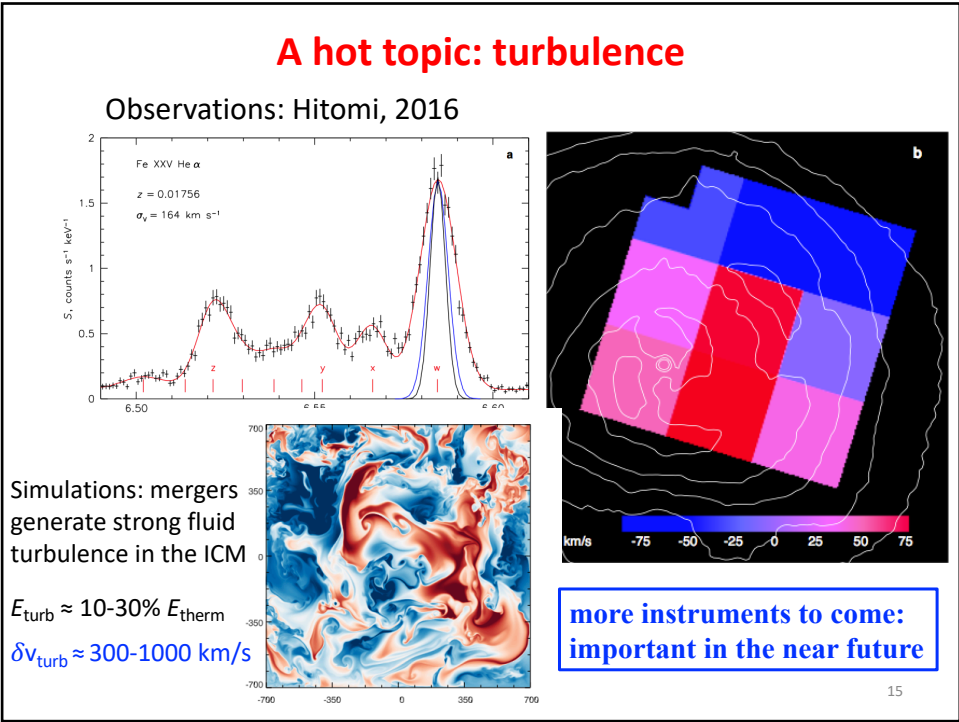 A hot topic: turbulence
Observations: Hitomi, 2016
a
Fe XXV He α
z = 0.01756
σv = 164 km s⁻¹
S, counts s⁻¹ keV⁻¹
2
1.5
1
0.5
0
z
y
x
w
6.50
6.55
6.60
b
km/s
-75 -50 -25 0 25 50 75
Simulations: mergers
generate strong fluid
turbulence in the ICM
E_turb ≈ 10-30% E_therm
δv_turb ≈ 300-1000 km/s
700
350
0
-350
-700
-700 -350 0 350 700
more instruments to come:
important in the near future
15